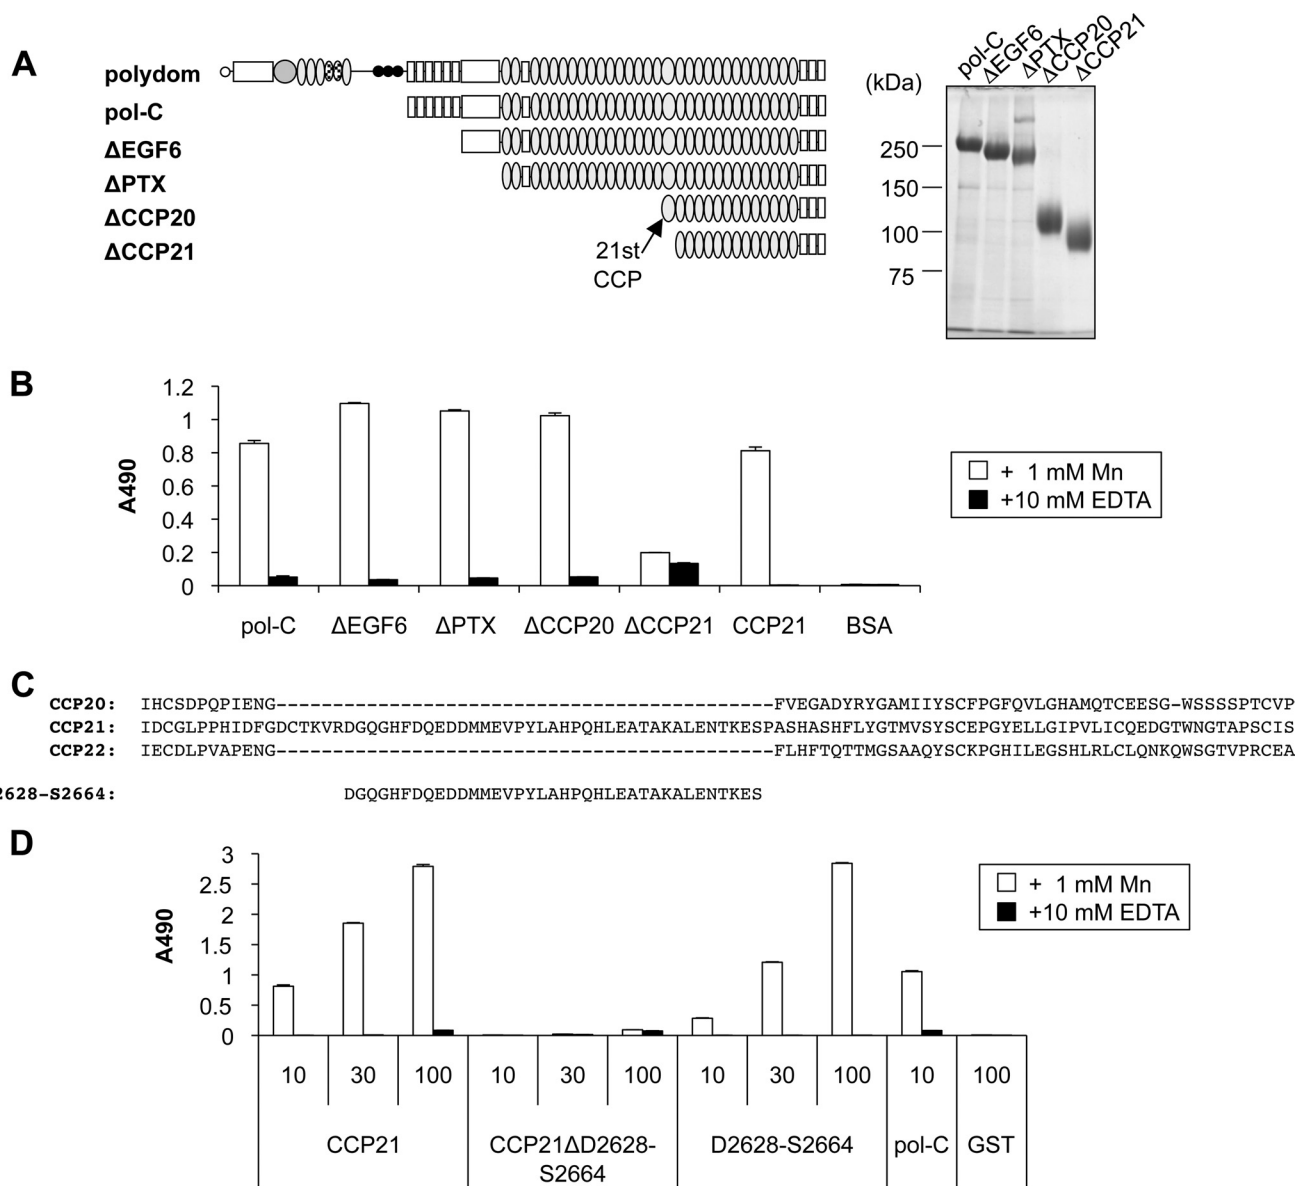 A
polydom
pol-C
ΔEGF6
ΔPTX
ΔCCP20
ΔCCP21
21st
CCP
(kDa)
pol-C
ΔEGF6
ΔPTX
ΔCCP20
ΔCCP21
250
150
100
75
B
A490
1.2
1
0.8
0.6
0.4
0.2
0
pol-C ΔEGF6 ΔPTX ΔCCP20 ΔCCP21 CCP21 BSA
+ 1 mM Mn
+10 mM EDTA
C
CCP20: IHCSDPQPIENG--------------------------------------------FVEGADYRYGAMIIYSCFPGFQVLGHAMQTCEESG-WSSSSPTCVP
CCP21: IDCGLPPHIDFGDCTKVRDGQGHFDQEDDMMEVPYLAHPQHLEATAKALENTKESPASHASHFLYGTMVSYSCEPGYELLGIPVLICQEDGTWNGTAPSCIS
CCP22: IECDLPVAPENG--------------------------------------------FLHFTQTTMGSAAQYSCKPGHILEGSHLRLCLQNKQWSGTVPRCEA
2628-S2664: DGQGHFDQEDDMMEVPYLAHPQHLEATAKALENTKES
D
A490
3
2.5
2
1.5
1
0.5
0
+ 1 mM Mn
+10 mM EDTA
10 30 100 10 30 100 10 30 100 10 100
CCP21 CCP21ΔD2628- D2628-S2664 pol-C GST
S2664